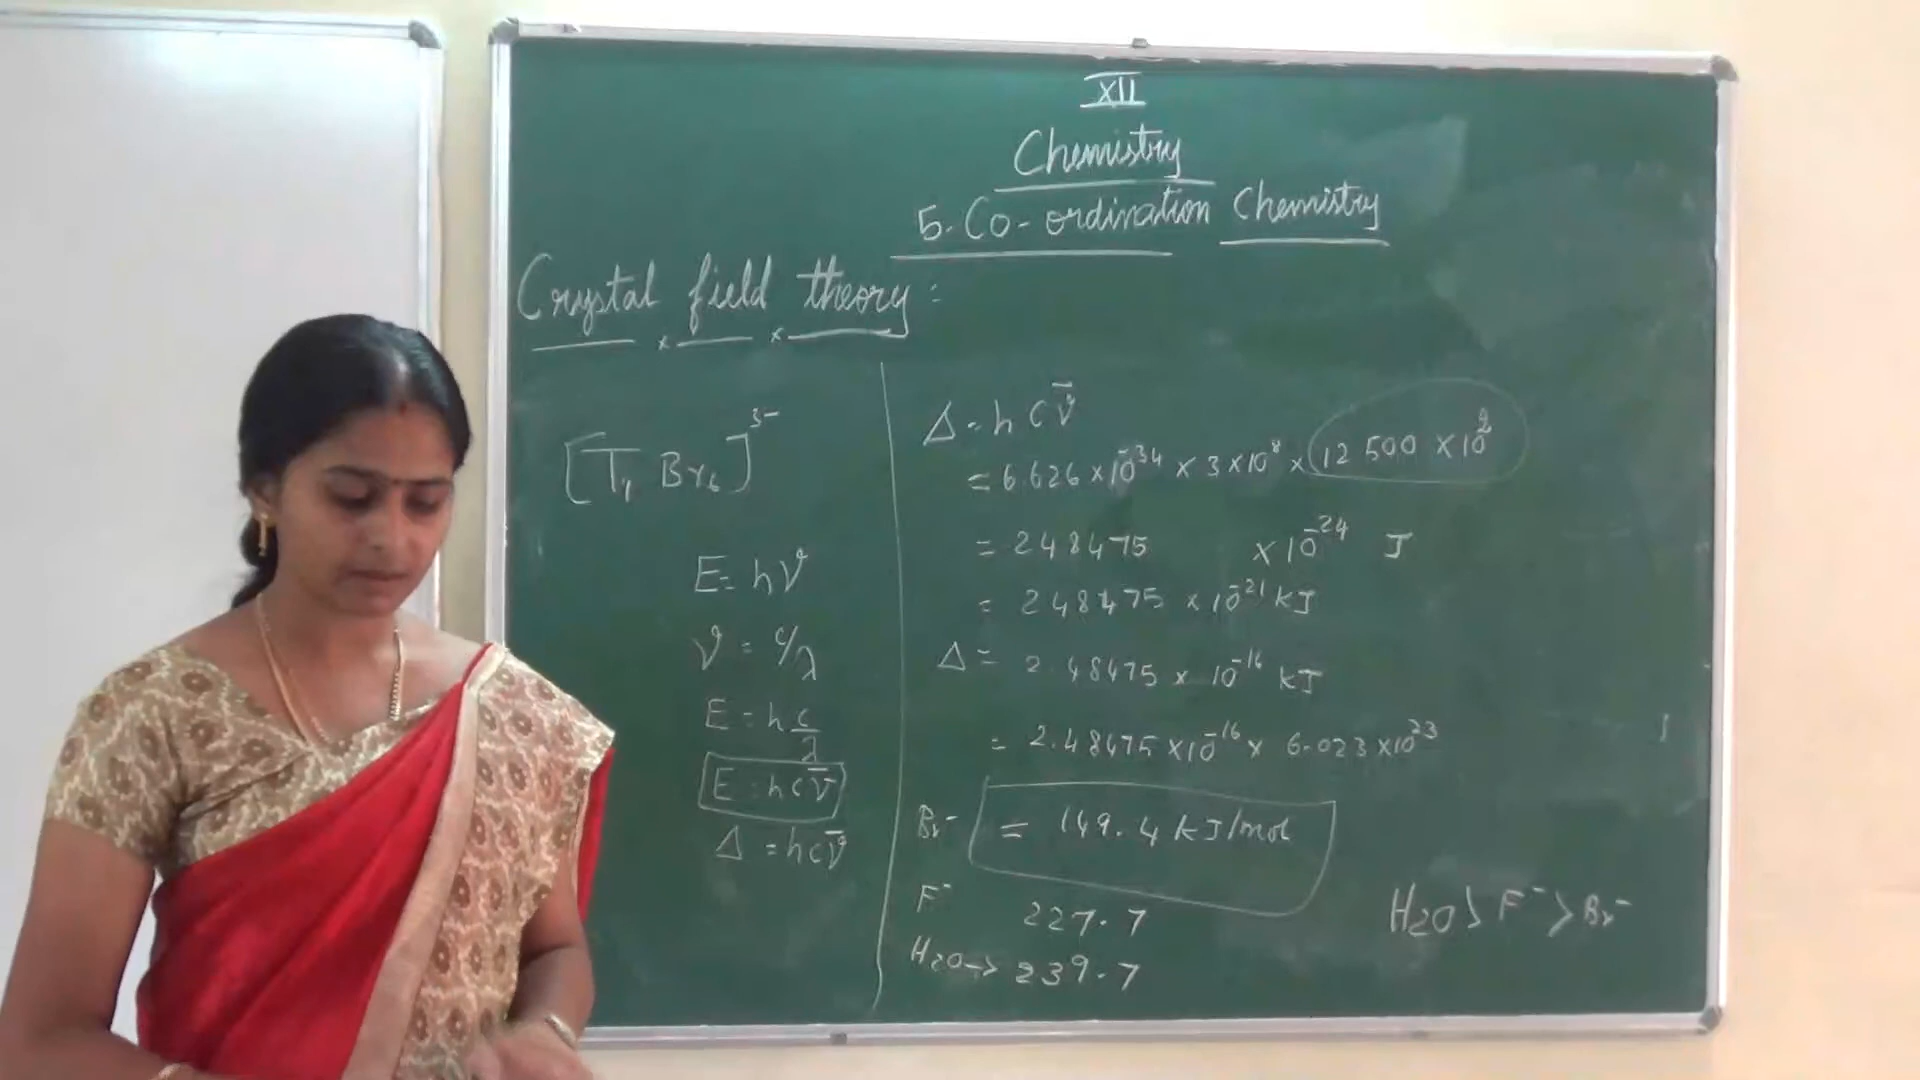 XII
Chemistry
5. Co-ordination Chemistry
Crystal field theory :
[Ti Br₆]³⁻
E = hν
ν = c/λ
E = h c/λ
E = hcν̄
Δ = hcν̄
Δ = h C ν̄
= 6.626 × 10⁻³⁴ × 3 × 10⁸ × 12 500 × 10²
= 248475 × 10⁻²⁴ J
= 248475 × 10⁻²¹ kJ
Δ = 2.48475 × 10⁻¹⁶ kJ
= 2.48475 × 10⁻¹⁶ × 6.023 × 10²³
Br⁻ = 149.4 kJ/mol
F⁻ 227.7
H₂O → 239.7
H₂O > F⁻ > Br⁻